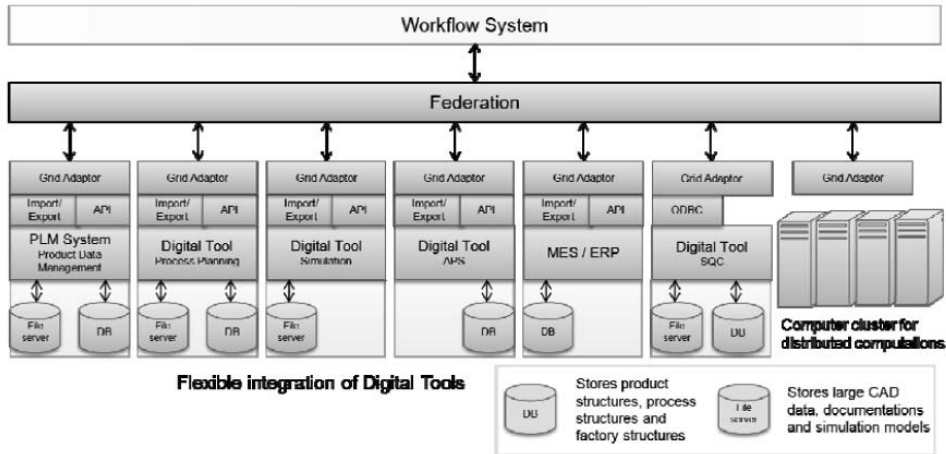 Workflow System
Federation
Grid Adaptor
Import/
Export
API
PLM System
Product Data
Management
File
server
DB
Grid Adaptor
Import/
Export
API
Digital Tool
Process Planning
File
server
DB
Grid Adaptor
Import/
Export
API
Digital Tool
Simulation
File
server
Grid Adaptor
Import/
Export
API
Digital Tool
APS
DB
Grid Adaptor
Import/
Export
API
MES / ERP
DB
Grid Adaptor
ODBC
Digital Tool
SQC
File
server
DB
Grid Adaptor
Computer cluster for
distributed computations.
Flexible integration of Digital Tools
DB
Stores product
structures, process
structures and
factory structures
File
server
Stores large CAD
data, documentations
and simulation models